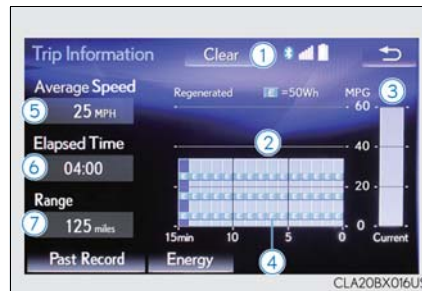 Trip Information Clear 1
Average Speed Regenerated E =50Wh MPG 3
5 25 MPH 60
2
Elapsed Time 40
6 04:00
20
Range
7 125 miles 0
15min 10 5 0 Current
4
Past Record Energy
CLA20BX016US